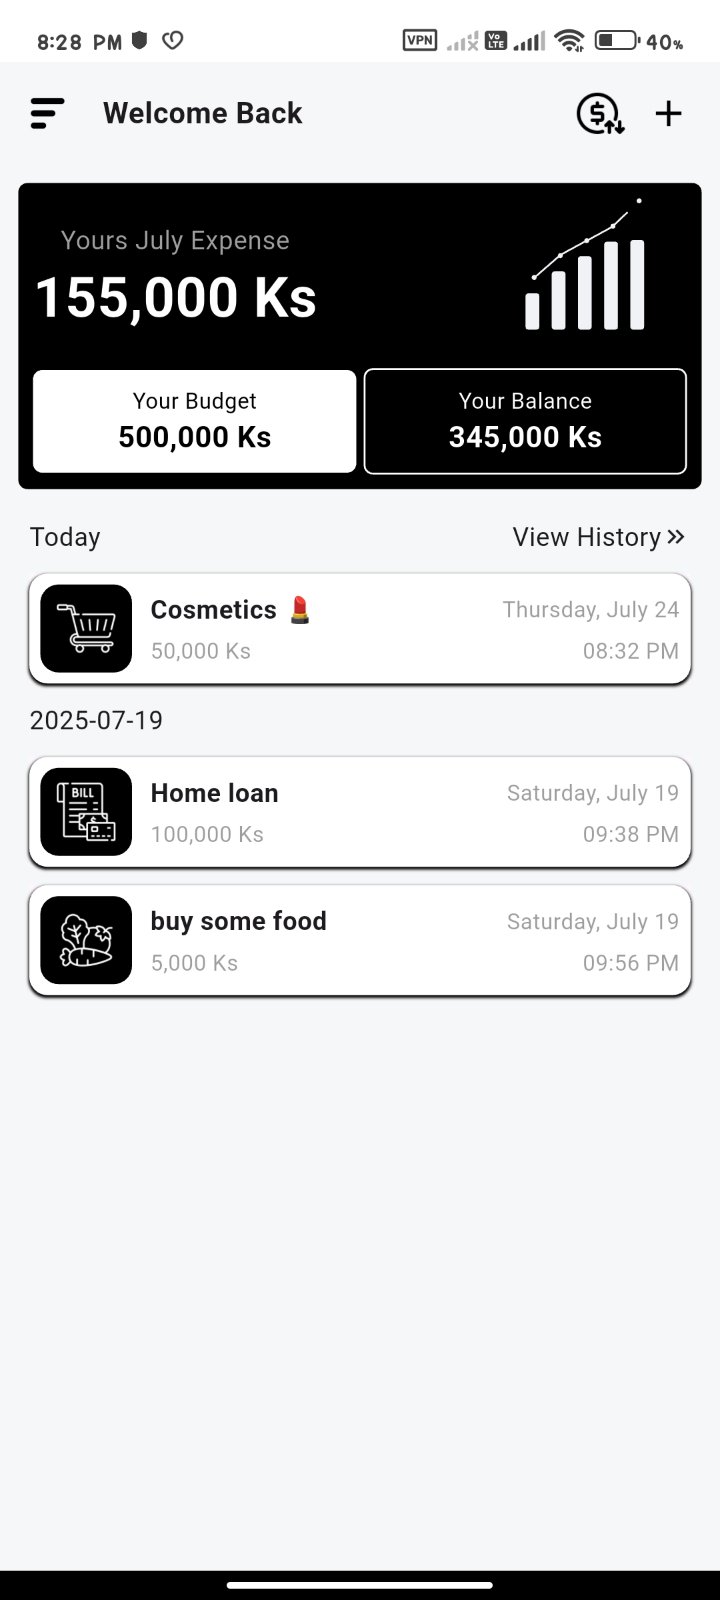 8:28 PM VPN Vo LTE 40%
Welcome Back
Yours July Expense
155,000 Ks
Your Budget
500,000 Ks
Your Balance
345,000 Ks
Today
View History
Cosmetics 💄
Thursday, July 24
50,000 Ks
08:32 PM
2025-07-19
BILL
Home loan
Saturday, July 19
100,000 Ks
09:38 PM
buy some food
Saturday, July 19
5,000 Ks
09:56 PM